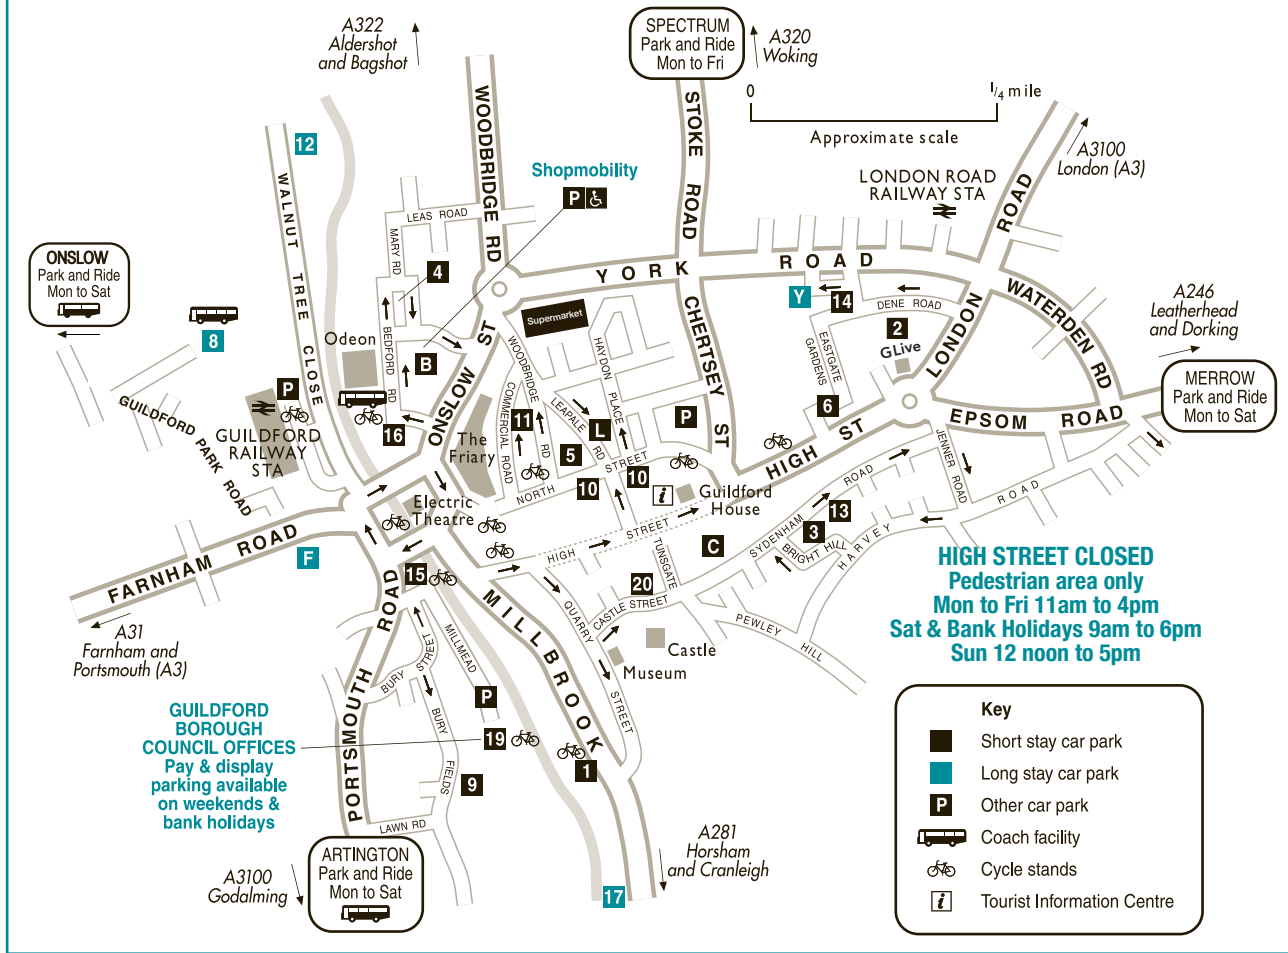 A322
Aldershot
and Bagshot
SPECTRUM
Park and Ride
Mon to Fri
A320
Woking
0
1/4 mile
Approximate scale
A3100
London (A3)
LONDON ROAD
RAILWAY STA
12
WALNUT TREE CLOSE
WOODBRIDGE RD
STOKE ROAD
Shopmobility
P
LEAS ROAD
MARY RD
4
YORK ROAD
LONDON ROAD
WATERDEN RD
ONSLOW
Park and Ride
Mon to Sat
8
Odeon
BEDFORD RD
B
ONSLOW ST
Supermarket
WOODBRIDGE RD
HAYDON PLACE
CHERTSEY ST
Y
14
DENE ROAD
2
GLive
EASTGATE
GARDENS
A246
Leatherhead
and Dorking
MERROW
Park and Ride
Mon to Sat
P
GUILDFORD
RAILWAY
STA
GUILDFORD PARK ROAD
16
The
Friary
COMMERCIAL ROAD
11
LEAPALE RD
L
5
P
6
HIGH ST
EPSOM ROAD
JENNER ROAD
NORTH STREET
10
10
i
Guildford
House
Electric
Theatre
FARNHAM ROAD
F
HIGH STREET
TUNSGATE
C
SYDENHAM ROAD
13
3
BRIGHT HILL
HARVEY ROAD
15
20
CASTLE STREET
QUARRY STREET
PEWLEY HILL
Castle
Museum
MILLBROOK
A31
Farnham and
Portsmouth (A3)
PORTSMOUTH ROAD
BURY STREET
MILLMEAD
P
BURY FIELDS
19
9
1
LAWN RD
17
GUILDFORD
BOROUGH
COUNCIL OFFICES
Pay & display
parking available
on weekends &
bank holidays
A3100
Godalming
ARTINGTON
Park and Ride
Mon to Sat
A281
Horsham
and Cranleigh
HIGH STREET CLOSED
Pedestrian area only
Mon to Fri 11am to 4pm
Sat & Bank Holidays 9am to 6pm
Sun 12 noon to 5pm
Key
Short stay car park
Long stay car park
P Other car park
Coach facility
Cycle stands
i Tourist Information Centre